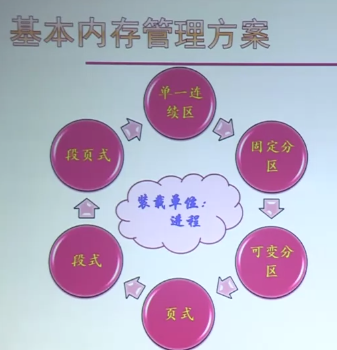 基本内存管理方案
单一连
续区
固定分
区
可变分
区
页式
段式
段页式
装载单位：
进程